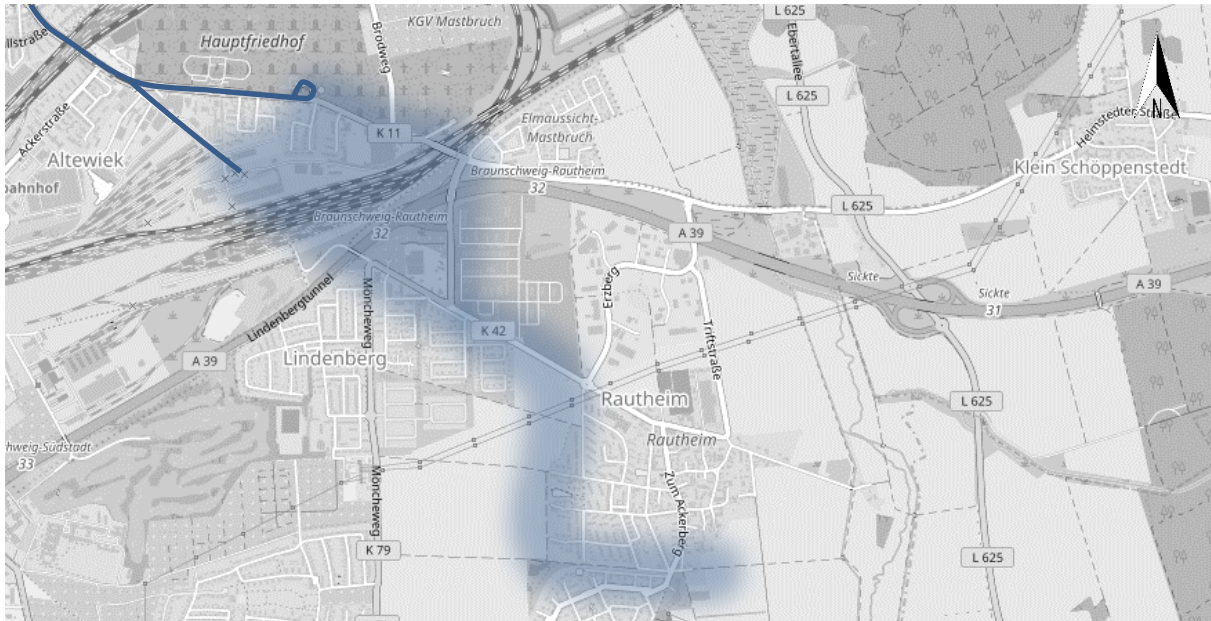 L 625
KGV Mastbruch
Brodweg
Ebertallee
llstraße
Hauptfriedhof
L 625
N
Helmstedter Straße
Ackerstraße
K 11
Elmaussicht-
Mastbruch
Altewiek
Klein Schöppenstedt
Braunschweig-Rautheim
32
bahnhof
L 625
Braunschweig-Rautheim
32
A 39
Sickte
Erzberg
Sickte
31
A 39
Lindenbergtunnel
Möncheweg
K 42
Triftstraße
A 39
Lindenberg
Rautheim
L 625
Rautheim
hweig-Südstadt
33
Möncheweg
Zum Ackerberg
K 79
L 625